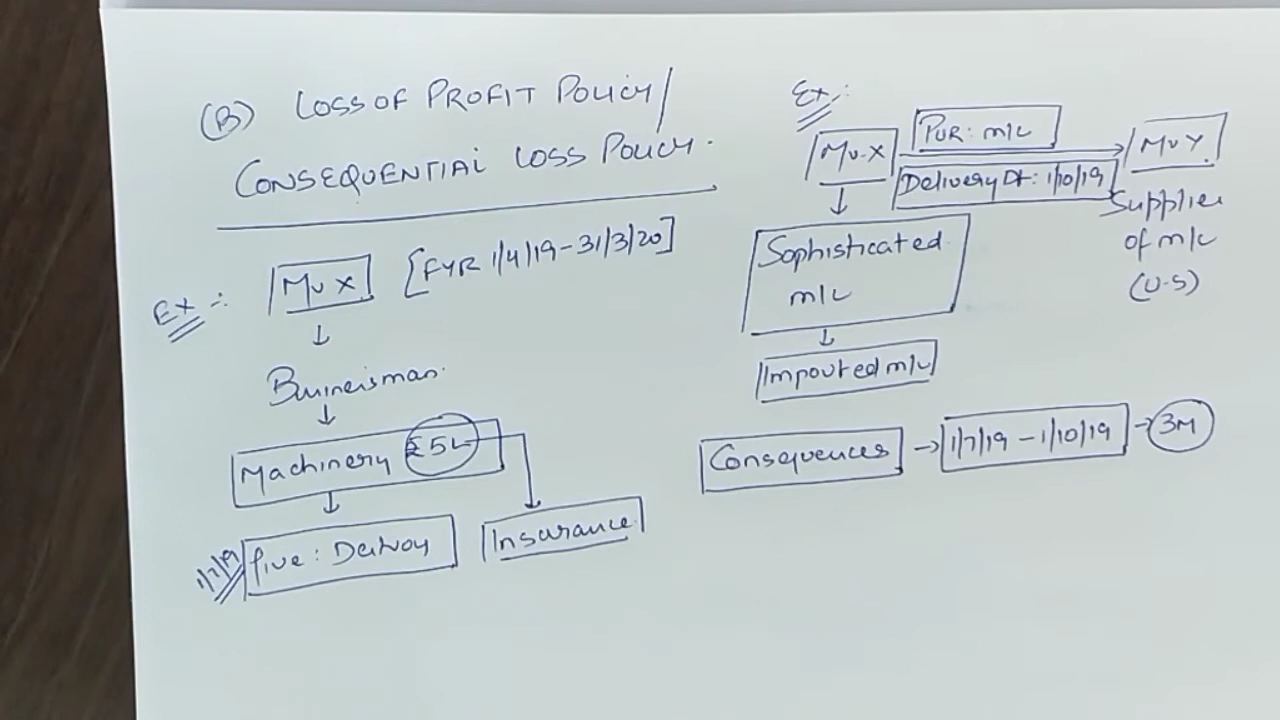 (B) LOSS OF PROFIT POLICY/
CONSEQUENTIAL LOSS POLICY.
Ex :- Mr X [FYR 1/4/19-31/3/20]
↓
Businessman.
↓
Machinery ₹5L
↓
1/7/19 fire: Destroy
Insurance
Ex :-
Mr. X → Mr Y.
PUR: m/c
Delivery Dt: 1/10/19
Supplier
of m/c
(U.S)
↓
Sophisticated
m/c
↓
Imported m/c
Consequences → 1/7/19 - 1/10/19 → 3M